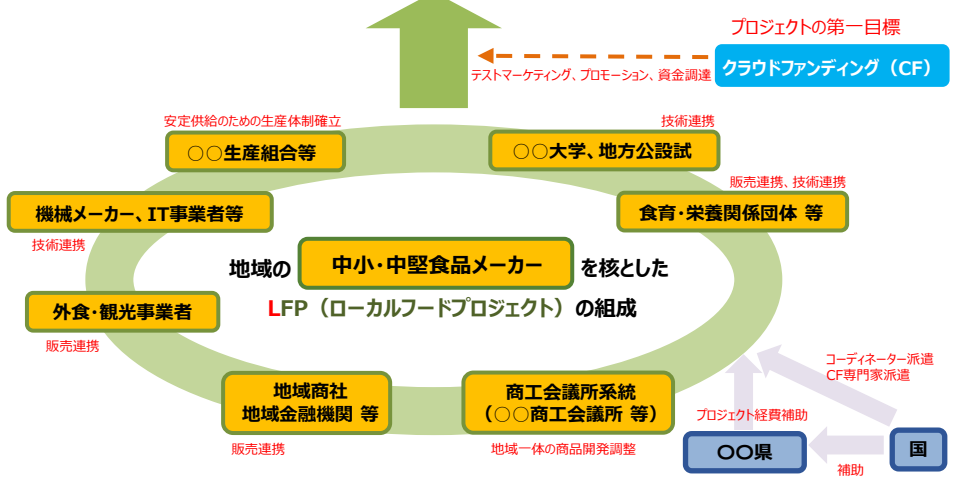 プロジェクトの第一目標
クラウドファンディング（CF）
テストマーケティング、プロモーション、資金調達
安定供給のための生産体制確立
○○生産組合等
技術連携
○○大学、地方公設試
販売連携、技術連携
食育・栄養関係団体 等
機械メーカー、IT事業者等
技術連携
地域の 中小・中堅食品メーカー を核とした
LFP（ローカルフードプロジェクト）の組成
外食・観光事業者
販売連携
地域商社
地域金融機関 等
販売連携
商工会議所系統
（○○商工会議所 等）
地域一体の商品開発調整
コーディネーター派遣
CF専門家派遣
プロジェクト経費補助
○○県
国
補助